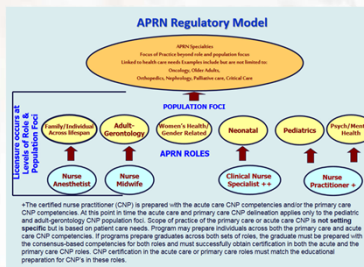 APRN Regulatory Model
APRN Specialties
Focus of Practice beyond role and population focus
Linked to health care needs Examples include but are not limited to:
Oncology, Older Adults,
Orthopedics, Nephrology, Palliative care, Critical Care
POPULATION FOCI
Licensure occurs at
Levels of Role &
Population Foci
Family/Individual
Across Lifespan
Adult-
Gerontology
Women's Health/
Gender Related
Neonatal
Pediatrics
Psych/Mental
Health
APRN ROLES
Nurse
Anesthetist
Nurse
Midwife
Clinical Nurse
Specialist ++
Nurse
Practitioner +
+The certified nurse practitioner (CNP) is prepared with the acute care CNP competencies and/or the primary care
CNP competencies. At this point in time the acute care and primary care CNP delineation applies only to the pediatric
and adult-gerontology CNP population foci. Scope of practice of the primary care or acute care CNP is not setting
specific but is based on patient care needs. Program may prepare individuals across both the primary care and acute
care CNP competencies. If programs prepare graduates across both sets of roles, the graduate must be prepared with
the consensus-based competencies for both roles and must successfully obtain certification in both the acute and the
primary care CNP roles. CNP certification in the acute care or primary care roles must match the educational
preparation for CNP's in these roles.